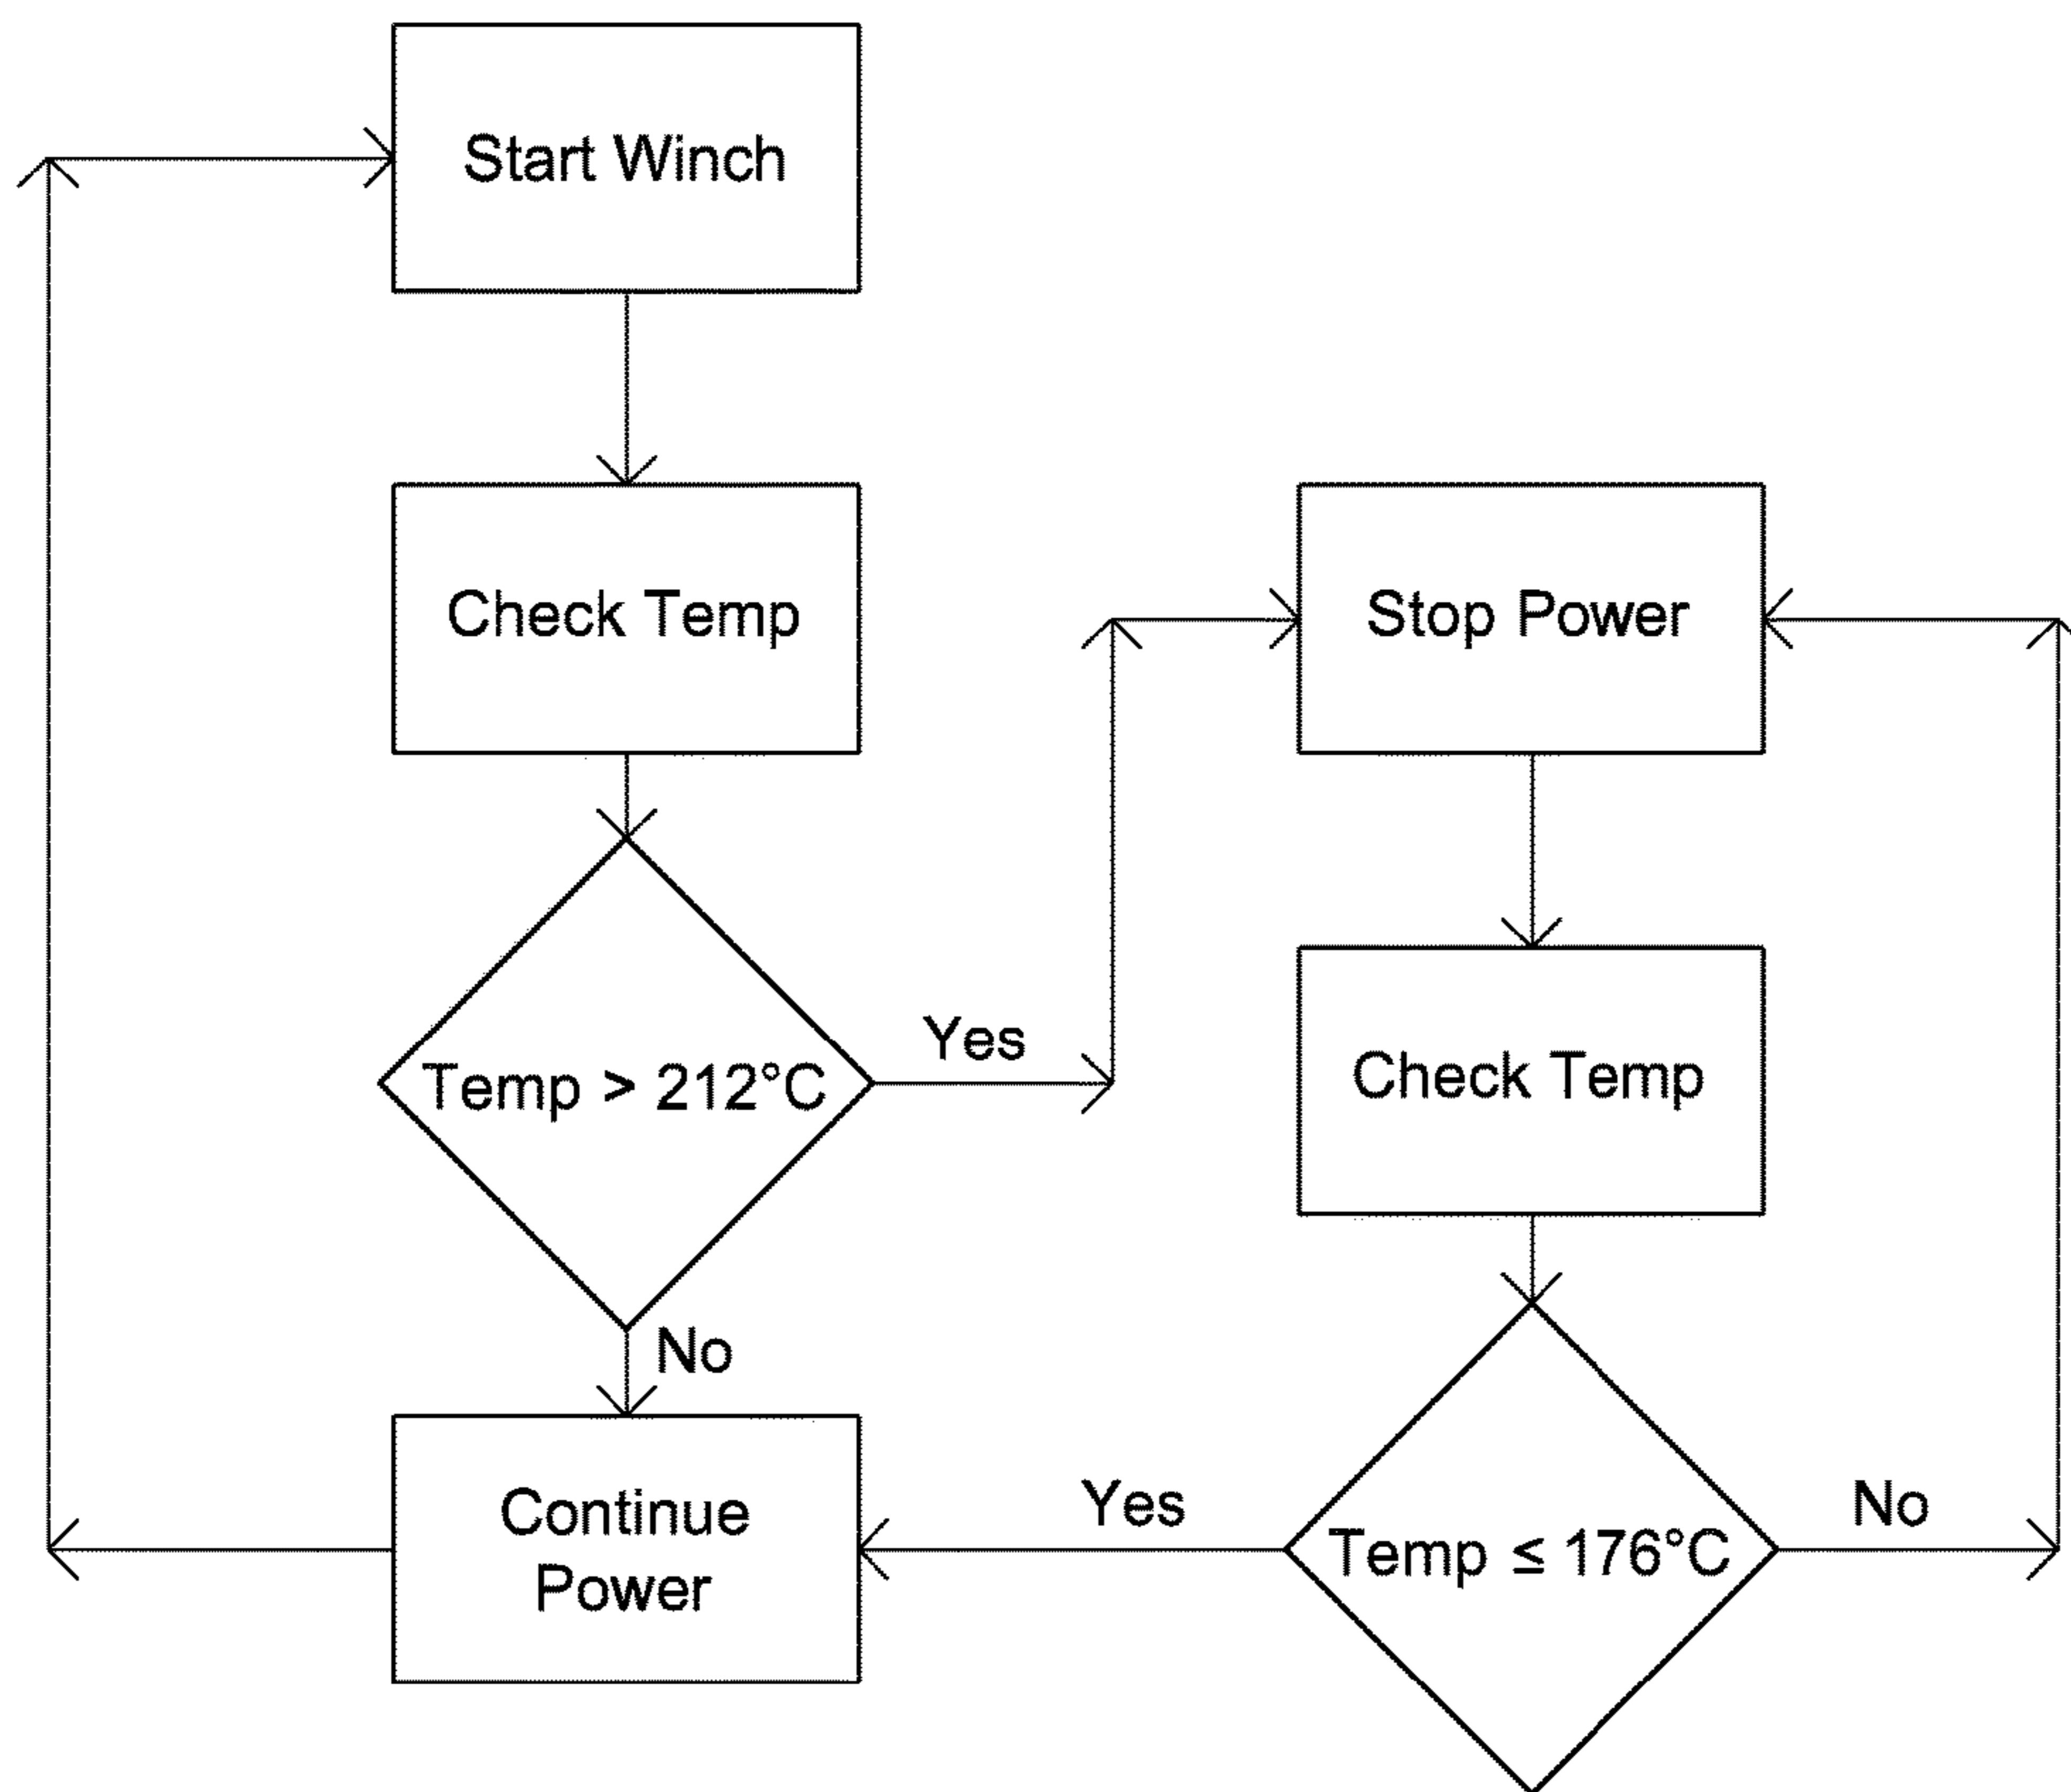 Start Winch
Check Temp
Temp > 212°C
Yes
No
Continue
Power
Stop Power
Check Temp
Temp ≤ 176°C
Yes
No